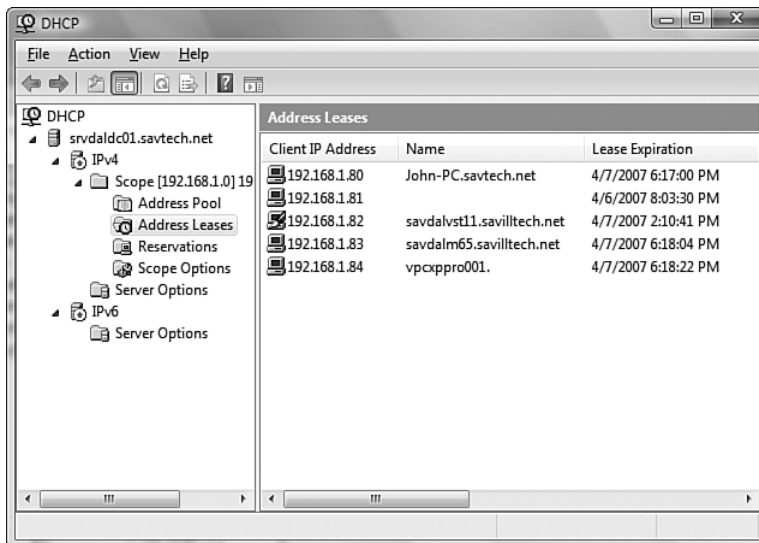 DHCP
File Action View Help
DHCP
srvdaldc01.savtech.net
IPv4
Scope [192.168.1.0] 19
Address Pool
Address Leases
Reservations
Scope Options
Server Options
IPv6
Server Options
Address Leases
Client IP Address Name Lease Expiration
192.168.1.80 John-PC.savtech.net 4/7/2007 6:17:00 PM
192.168.1.81 4/6/2007 8:03:30 PM
192.168.1.82 savdalvst11.savilltech.net 4/7/2007 2:10:41 PM
192.168.1.83 savdalm65.savilltech.net 4/7/2007 6:18:04 PM
192.168.1.84 vpcxppro001. 4/7/2007 6:18:22 PM